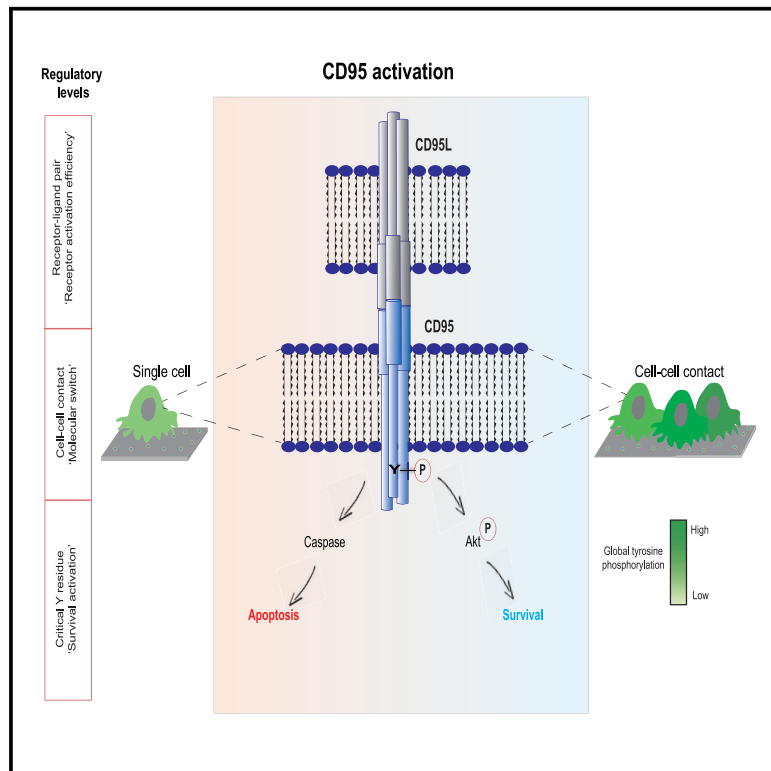 Regulatory
levels
CD95 activation
Receptor-ligand pair
'Receptor activation efficiency'
CD95L
CD95
Cell-cell contact
'Molecular switch'
Single cell
Cell-cell contact
Y
P
Critical Y residue
'Survival activation'
Caspase
Akt
P
Apoptosis
Survival
Global tyrosine
phosphorylation
High
Low